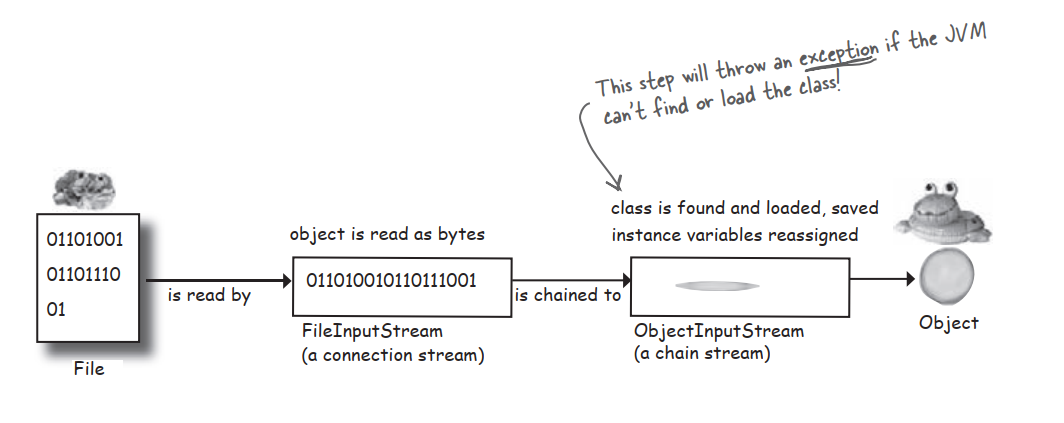 This step will throw an exception if the JVM
can't find or load the class!
class is found and loaded, saved
instance variables reassigned
object is read as bytes
01101001
01101110
01
is read by
011010010110111001
is chained to
FileInputStream
(a connection stream)
ObjectInputStream
(a chain stream)
Object
File